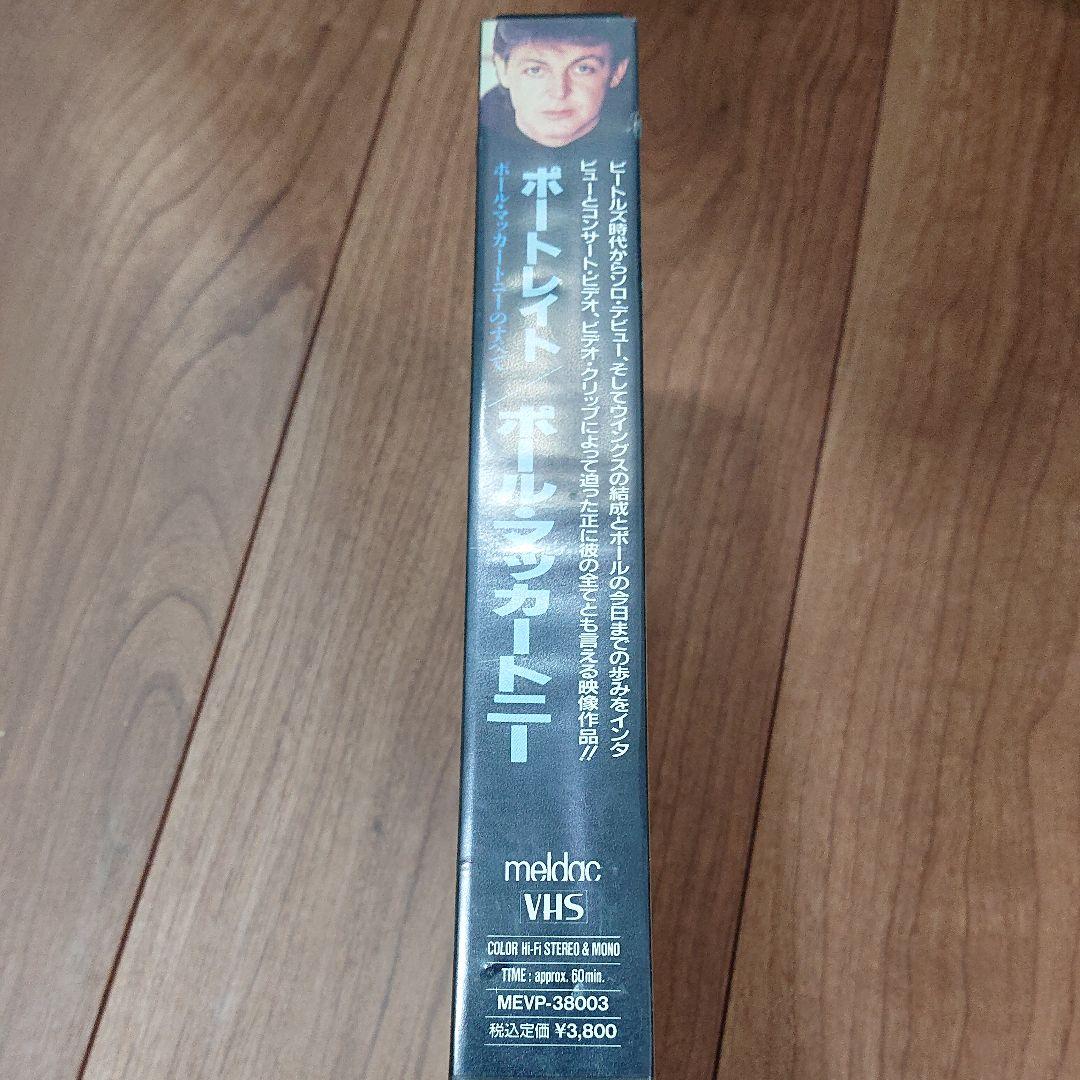 ビートルズ時代からソロ・デビュー、そしてウイングスの結成とポールの今日までの歩みをインタ
ビューとコンサート・ビデオ、ビデオ・クリップによって迫った正に彼の全てとも言える映像作品!!
ポートレイト／ポール・マッカートニー
ポール・マッカートニーのすべて／
meldac
VHS
COLOR Hi-Fi STEREO & MONO
TIME : approx. 60min.
MEVP-38003
税込定価 ¥3,800